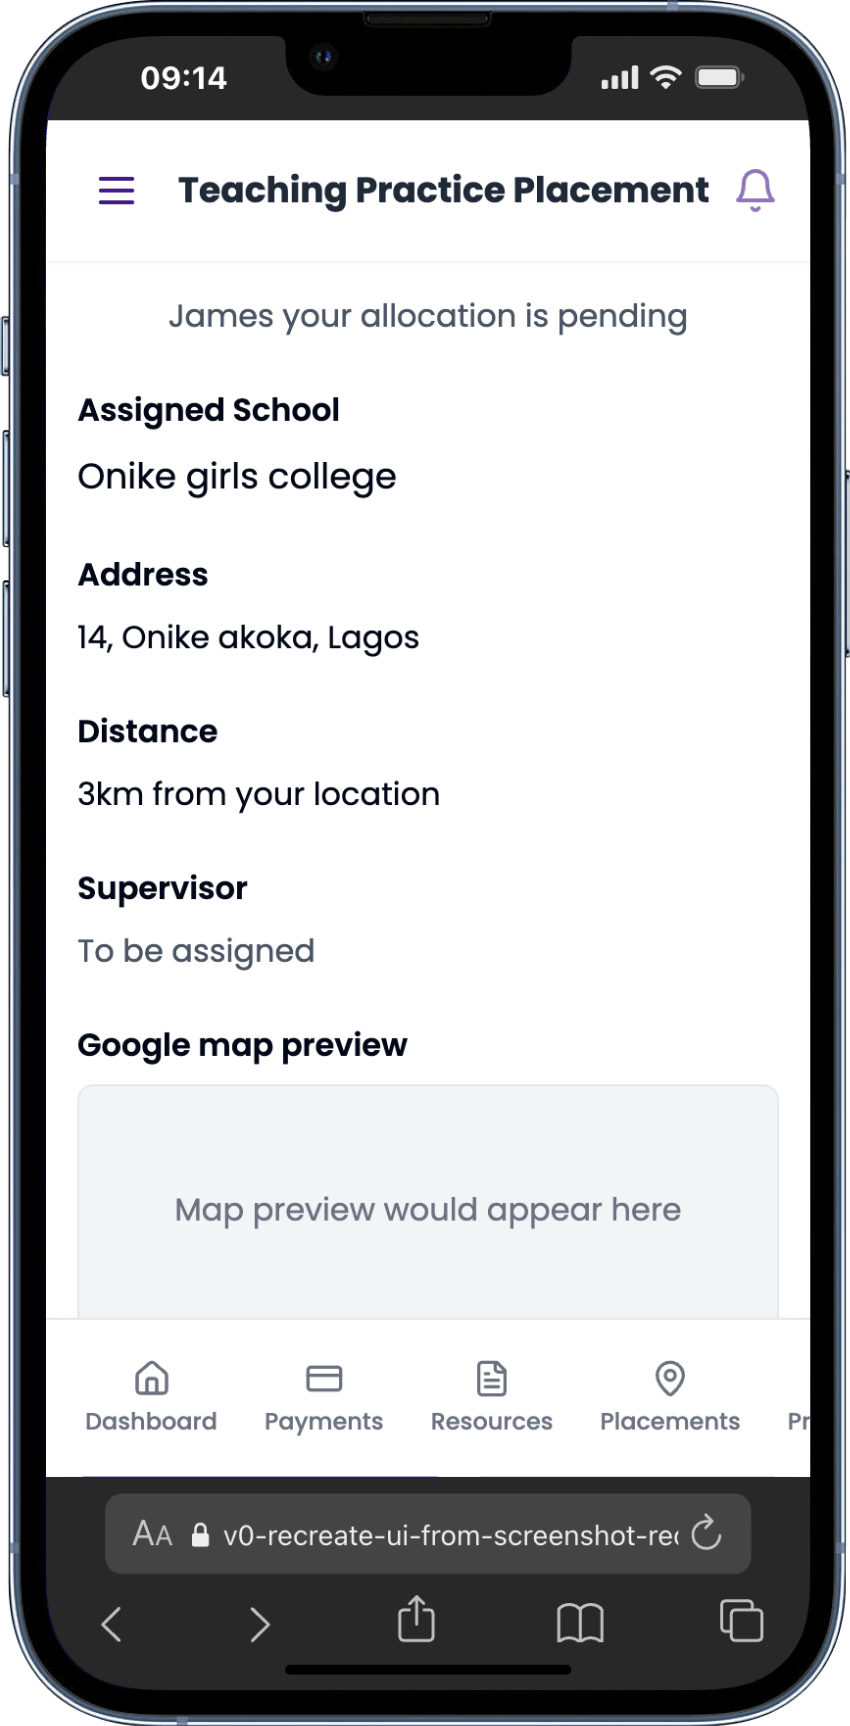 09:14
Teaching Practice Placement
James your allocation is pending
Assigned School
Onike girls college
Address
14, Onike akoka, Lagos
Distance
3km from your location
Supervisor
To be assigned
Google map preview
Map preview would appear here
Dashboard
Payments
Resources
Placements
Pr
AA v0-recreate-ui-from-screenshot-rec